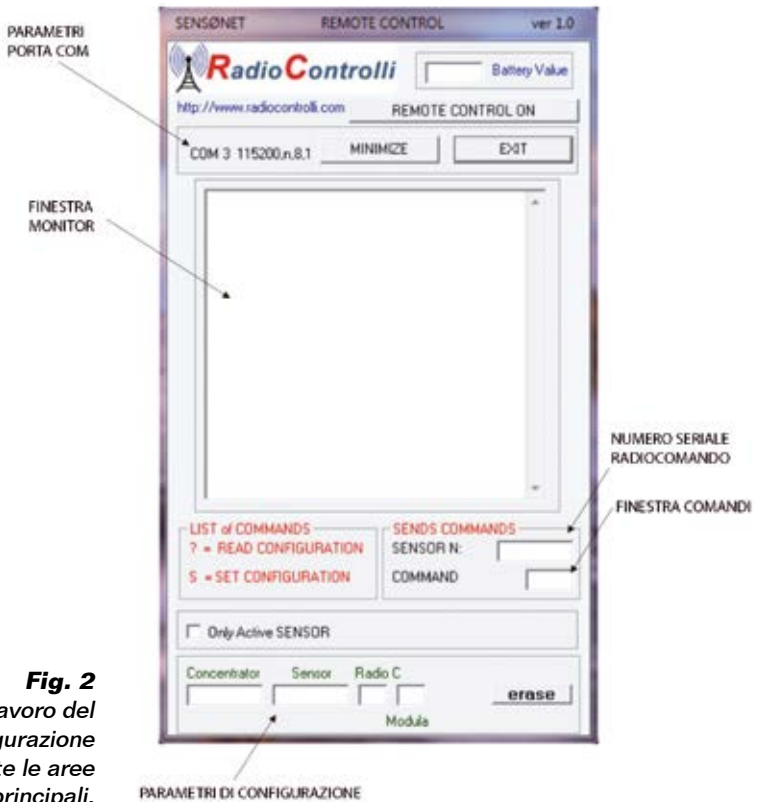 PARAMETRI
PORTA COM
SENSØNET REMOTE CONTROL ver 1.0
RadioControlli
Battery Value
http://www.radiocontrolli.com
REMOTE CONTROL ON
COM 3 115200,n,8,1
MINIMIZE
EXIT
FINESTRA
MONITOR
NUMERO SERIALE
RADIOCOMANDO
FINESTRA COMANDI
LIST of COMMANDS
? = READ CONFIGURATION
S = SET CONFIGURATION
SENDS COMMANDS
SENSOR N:
COMMAND
Only Active SENSOR
Concentrator Sensor Radio C
Modula
erase
Fig. 2
avoro del
gurazione
te le aree
principali.
PARAMETRI DI CONFIGURAZIONE